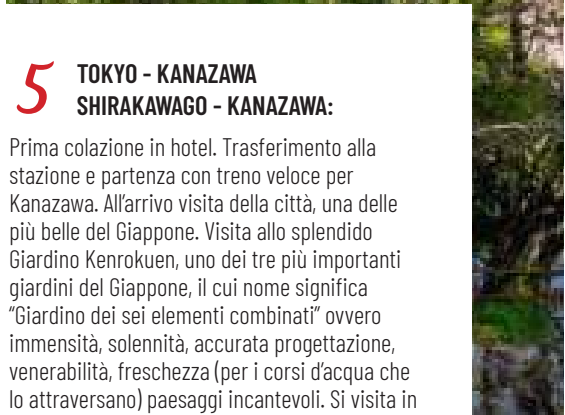 5 TOKYO - KANAZAWA
SHIRAKAWAGO - KANAZAWA:
Prima colazione in hotel. Trasferimento alla
stazione e partenza con treno veloce per
Kanazawa. All'arrivo visita della città, una delle
più belle del Giappone. Visita allo splendido
Giardino Kenrokuen, uno dei tre più importanti
giardini del Giappone, il cui nome significa
“Giardino dei sei elementi combinati” ovvero
immensità, solennità, accurata progettazione,
venerabilità, freschezza (per i corsi d'acqua che
lo attraversano) paesaggi incantevoli. Si visita in